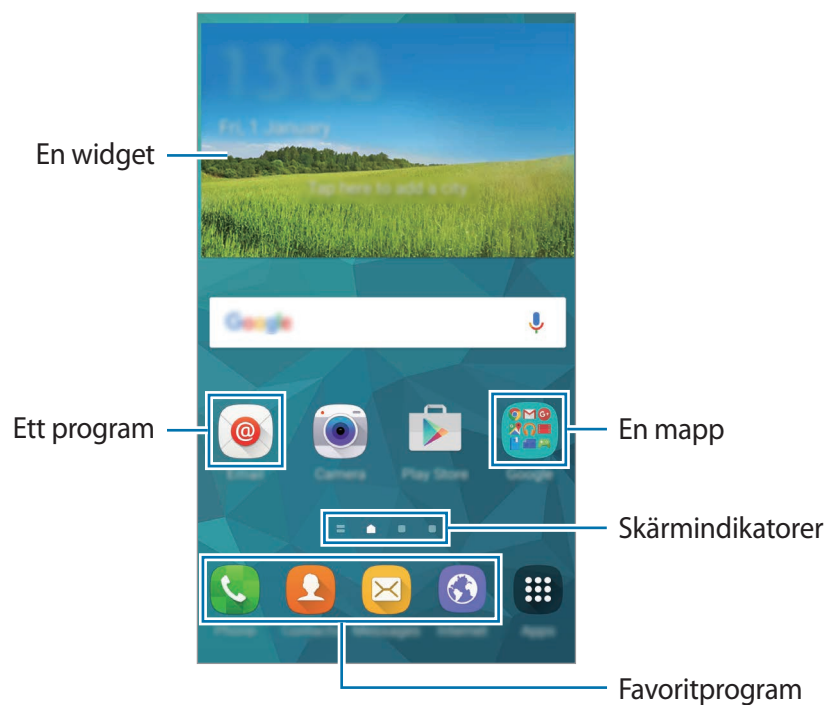 13:08
Fri, 1 January
En widget
Tap here to add a city
Google
Ett program
En mapp
Email
Camera
Play Store
Google
Skärmindikatorer
Phone
Contacts
Messages
Internet
Apps
Favoritprogram